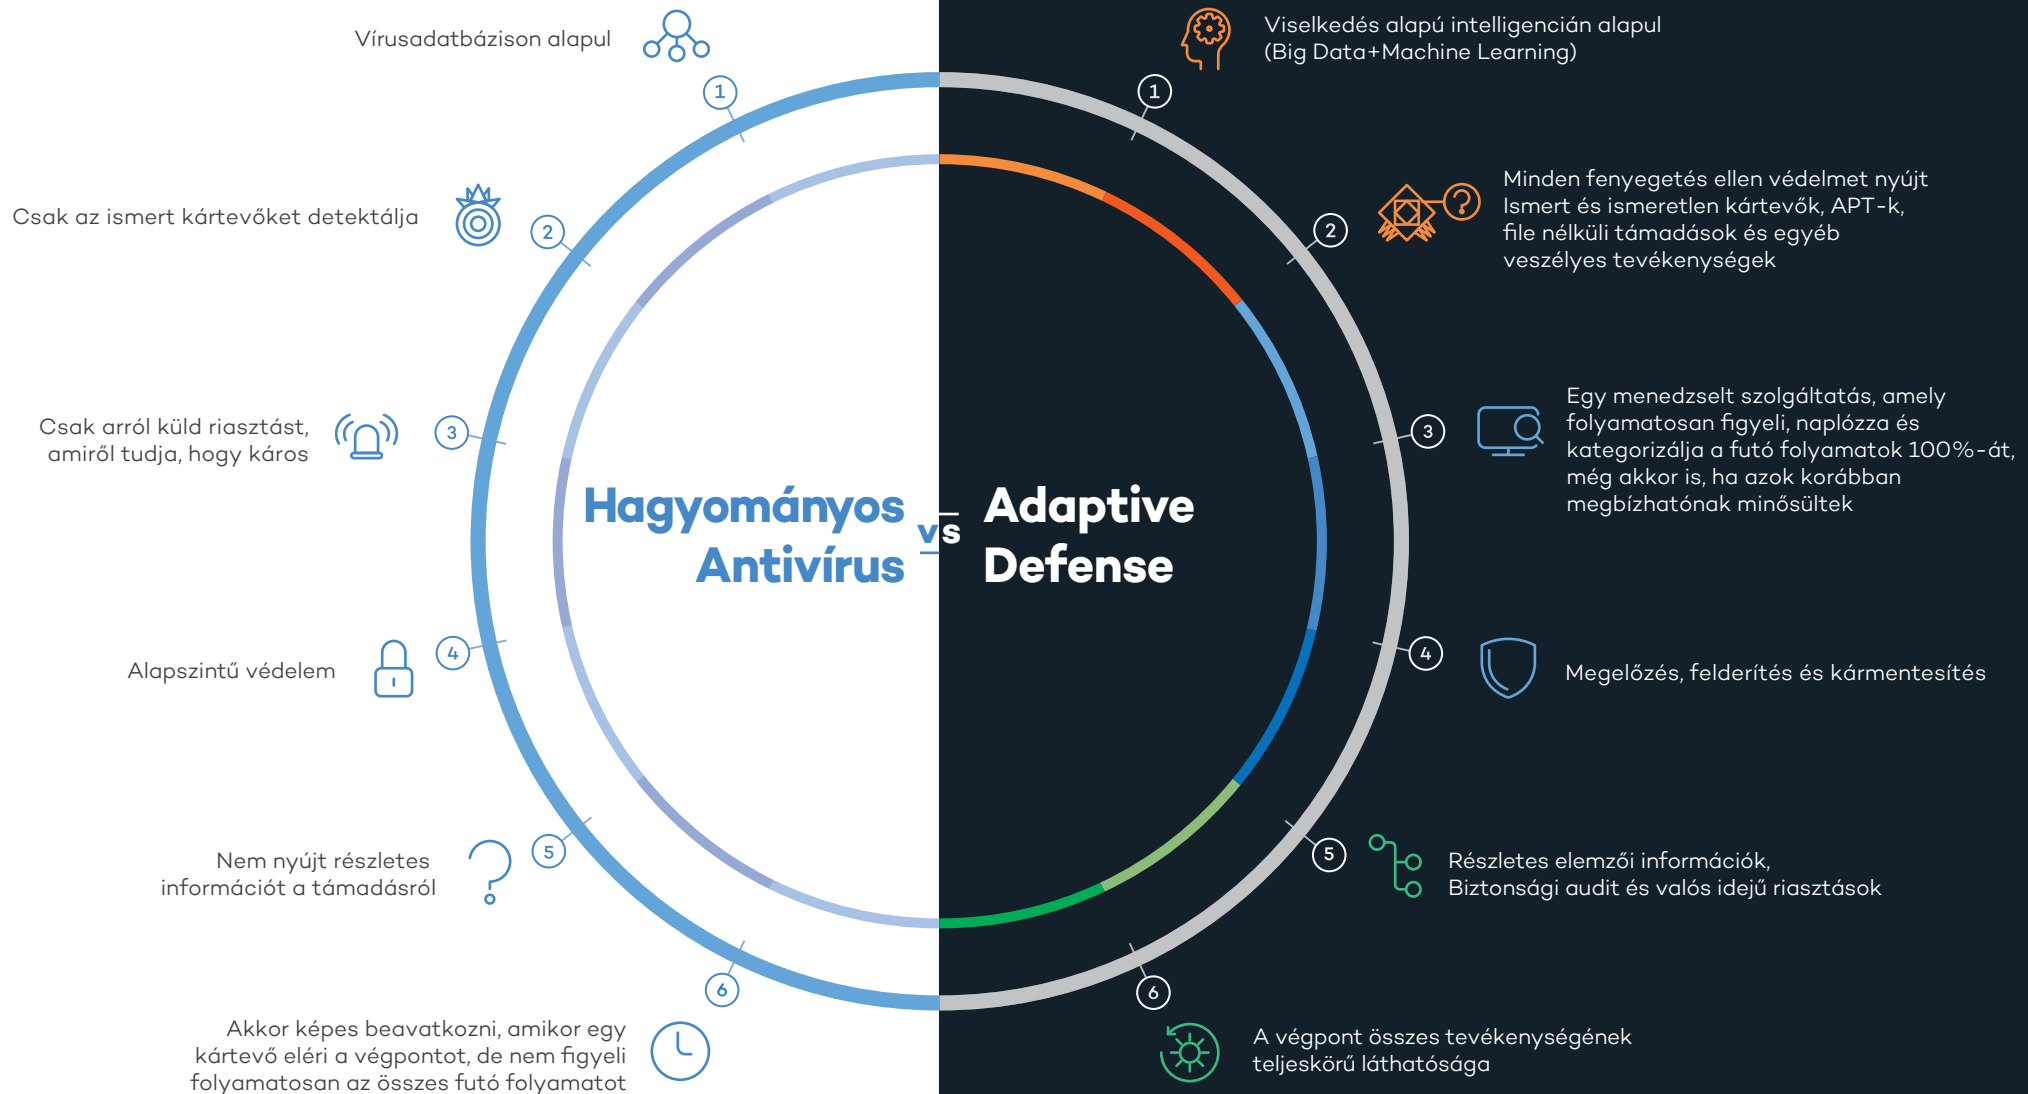 Vírusadatbázison alapul
1
Csak az ismert kártevőket detektálja
2
Csak arról küld riasztást,
amiről tudja, hogy káros
3
Hagyományos
Antivírus
vs
Adaptive
Defense
Alapszintű védelem
4
Nem nyújt részletes
információt a támadásról
5
6
Akkor képes beavatkozni, amikor egy
kártevő eléri a végpontot, de nem figyeli
folyamatosan az összes futó folyamatot
Viselkedés alapú intelligencián alapul
(Big Data+Machine Learning)
1
2
Minden fenyegetés ellen védelmet nyújt
Ismert és ismeretlen kártevők, APT-k,
file nélküli támadások és egyéb
veszélyes tevékenységek
3
Egy menedzselt szolgáltatás, amely
folyamatosan figyeli, naplózza és
kategorizálja a futó folyamatok 100%-át,
még akkor is, ha azok korábban
megbízhatónak minősültek
4
Megelőzés, felderítés és kármentesítés
5
Részletes elemzői információk,
Biztonsági audit és valós idejű riasztások
6
A végpont összes tevékenységének
teljeskörű láthatósága